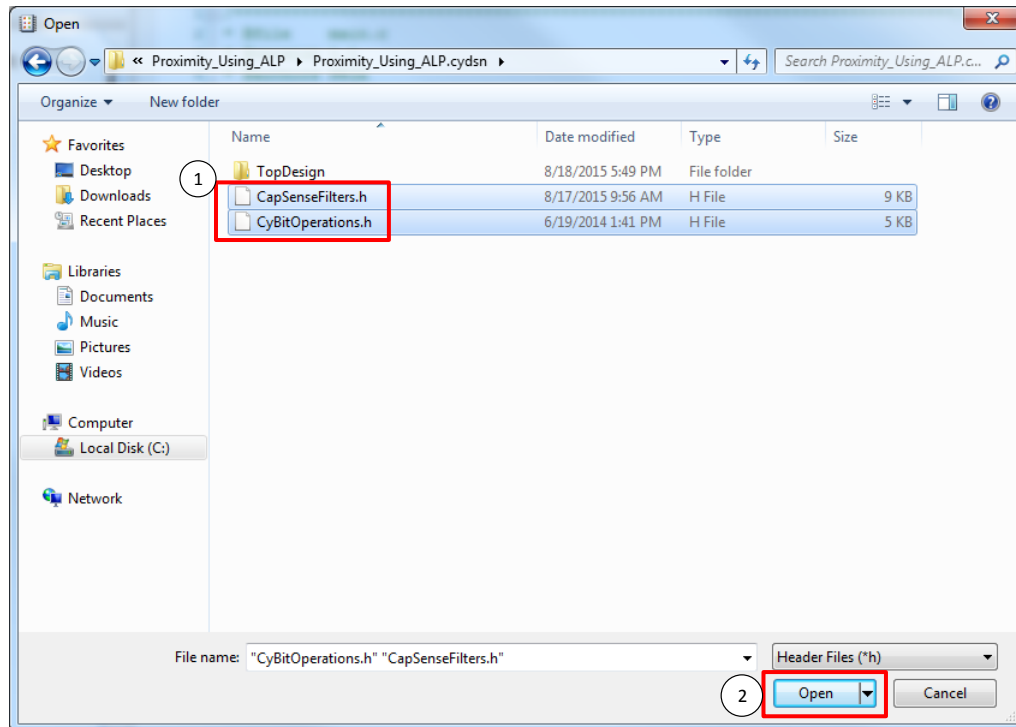 Open
« Proximity_Using_ALP Proximity_Using_ALP.cydsn
Search Proximity_Using_ALP.c...
Organize New folder
Name Date modified Type Size
Favorites
Desktop
Downloads
Recent Places
Libraries
Documents
Music
Pictures
Videos
Computer
Local Disk (C:)
Network
1
TopDesign 8/18/2015 5:49 PM File folder
CapSenseFilters.h 8/17/2015 9:56 AM H File 9 KB
CyBitOperations.h 6/19/2014 1:41 PM H File 5 KB
File name: "CyBitOperations.h" "CapSenseFilters.h" Header Files (*h)
2 Open Cancel